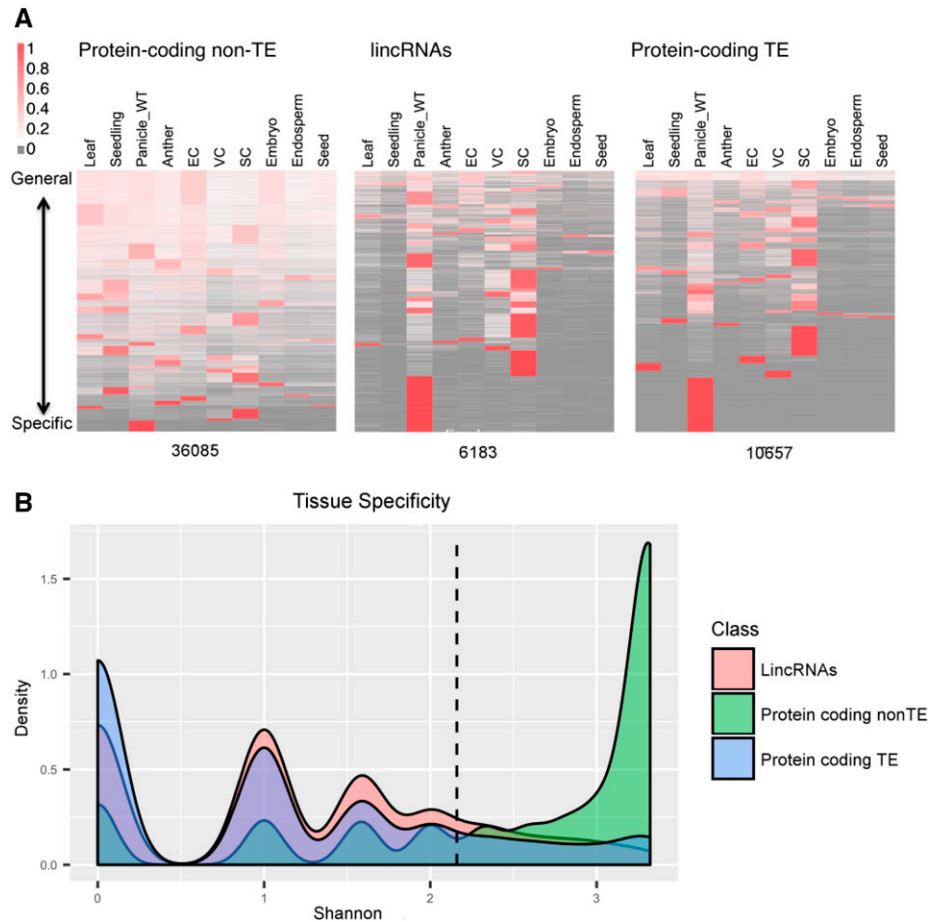 A
1
0.8
0.6
0.4
0.2
0
General
Specific
Protein-coding non-TE
Leaf
Seedling
Panicle_WT
Anther
EC
VC
SC
Embryo
Endosperm
Seed
36085
lincRNAs
Leaf
Seedling
Panicle_WT
Anther
EC
VC
SC
Embryo
Endosperm
Seed
6183
Protein-coding TE
Leaf
Seedling
Panicle_WT
Anther
EC
VC
SC
Embryo
Endosperm
Seed
10657
B
Tissue Specificity
Density
1.5
1.0
0.5
0.0
0
1
2
3
Shannon
Class
LincRNAs
Protein coding nonTE
Protein coding TE